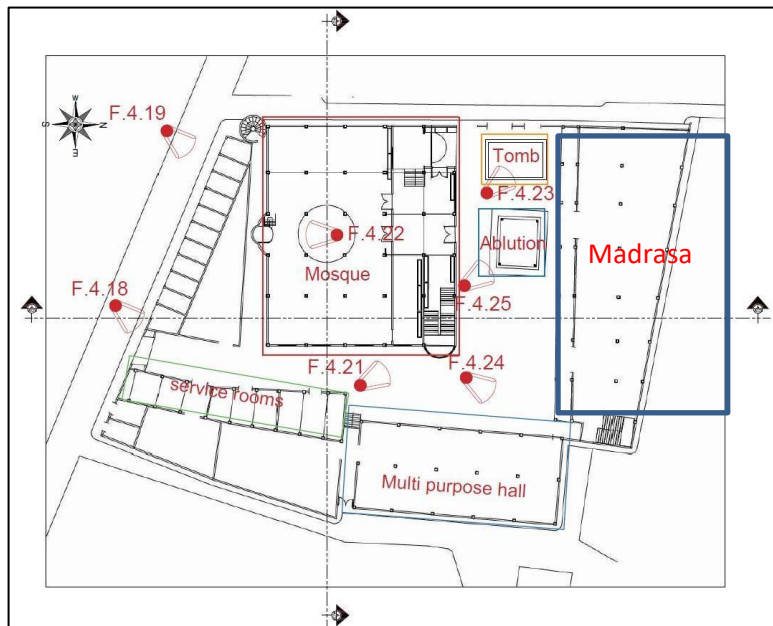 W
S N
E
F.4.19
Tomb
F.4.23
F.4.22
Ablution
Madrasa
Mosque
F.4.18
F.4.25
F.4.21
F.4.24
service rooms
Multi purpose hall